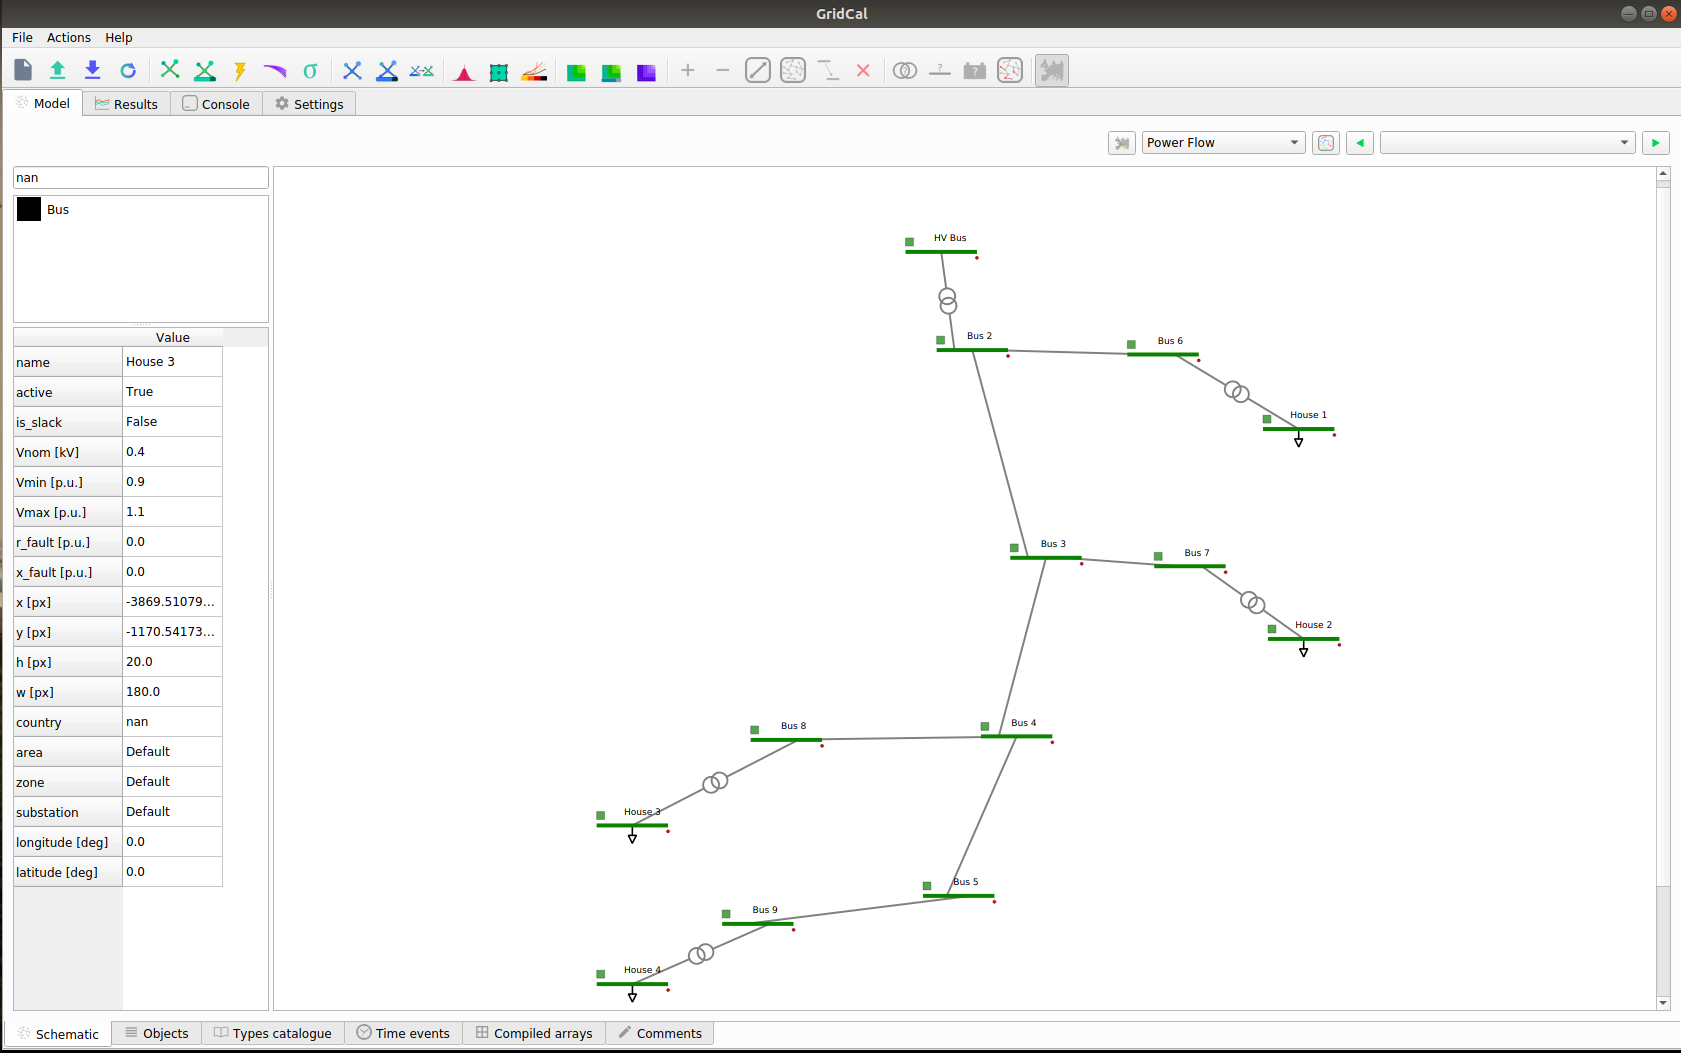 GridCal
File Actions Help
Model Results Console Settings
Power Flow
nan
Bus
Value
name House 3
active True
is_slack False
Vnom [kV] 0.4
Vmin [p.u.] 0.9
Vmax [p.u.] 1.1
r_fault [p.u.] 0.0
x_fault [p.u.] 0.0
x [px] -3869.51079...
y [px] -1170.54173...
h [px] 20.0
w [px] 180.0
country nan
area Default
zone Default
substation Default
longitude [deg] 0.0
latitude [deg] 0.0
HV Bus
Bus 2
Bus 6
House 1
Bus 3
Bus 7
House 2
Bus 4
Bus 8
House 3
Bus 5
Bus 9
House 4
Schematic Objects Types catalogue Time events Compiled arrays Comments